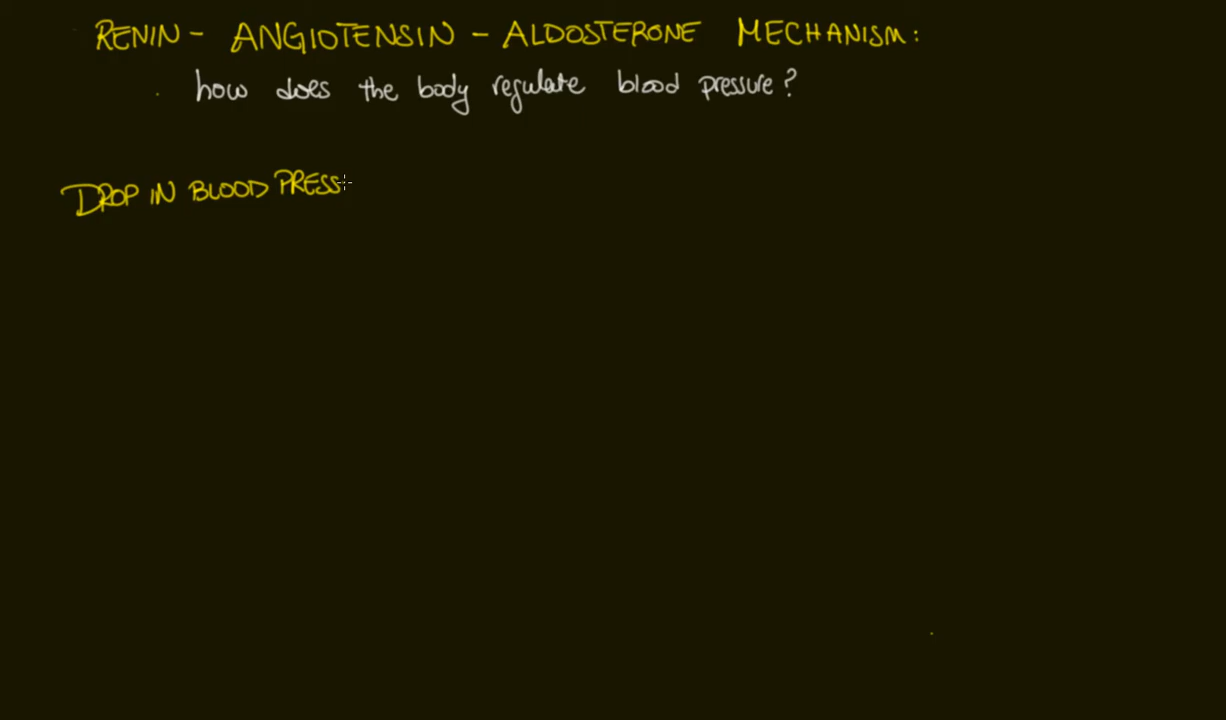 RENIN - ANGIOTENSIN - ALDOSTERONE MECHANISM:
how does the body regulate blood pressure?
DROP IN BLOOD PRESS